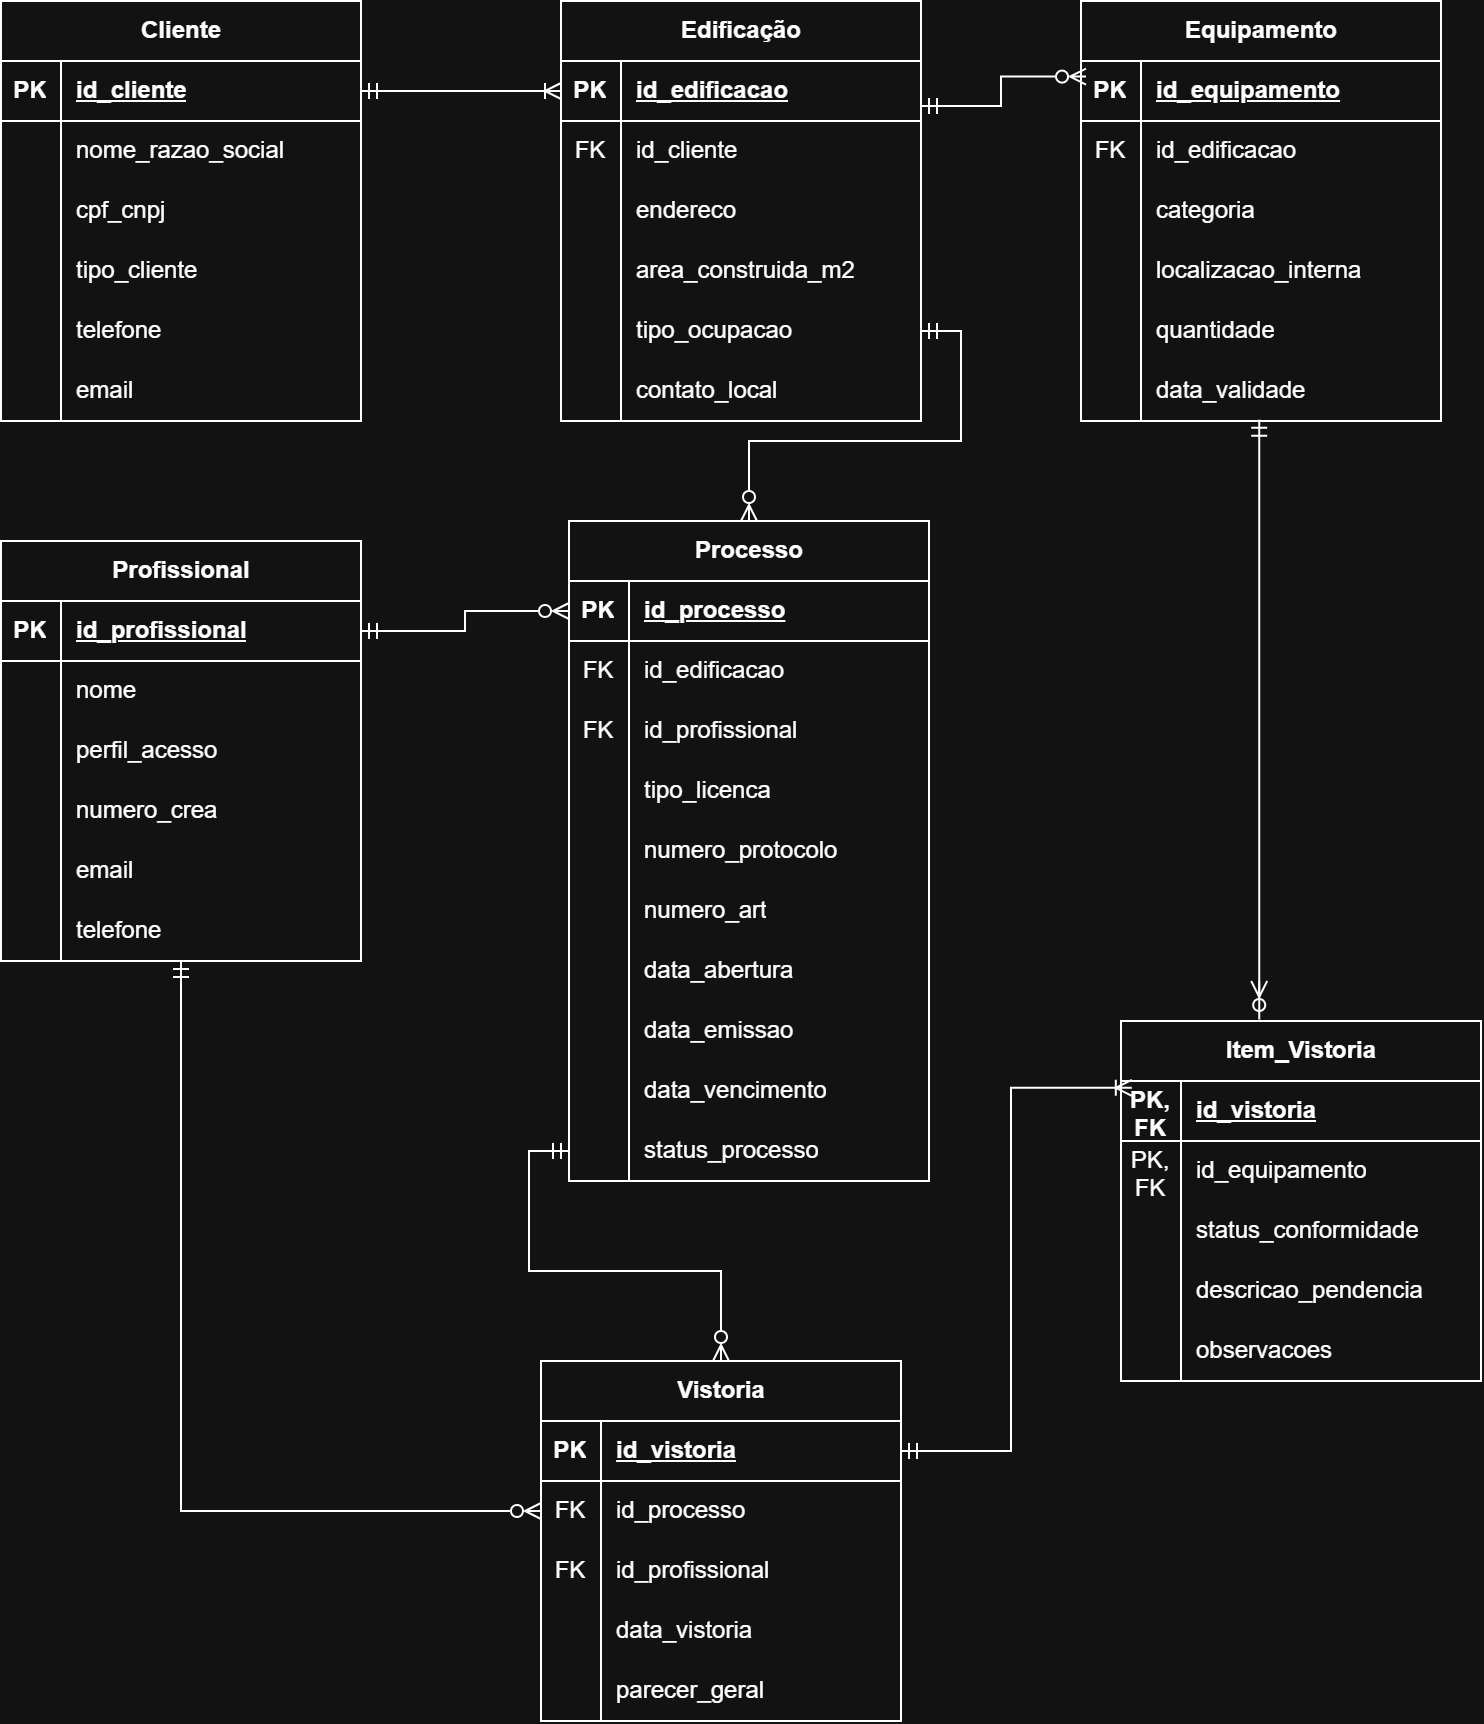 Cliente
PK id_cliente
nome_razao_social
cpf_cnpj
tipo_cliente
telefone
email
Edificação
PK id_edificacao
FK id_cliente
endereco
area_construida_m2
tipo_ocupacao
contato_local
Equipamento
PK id_equipamento
FK id_edificacao
categoria
localizacao_interna
quantidade
data_validade
Profissional
PK id_profissional
nome
perfil_acesso
numero_crea
email
telefone
Processo
PK id_processo
FK id_edificacao
FK id_profissional
tipo_licenca
numero_protocolo
numero_art
data_abertura
data_emissao
data_vencimento
status_processo
Item_Vistoria
PK,
FK id_vistoria
PK,
FK id_equipamento
status_conformidade
descricao_pendencia
observacoes
Vistoria
PK id_vistoria
FK id_processo
FK id_profissional
data_vistoria
parecer_geral